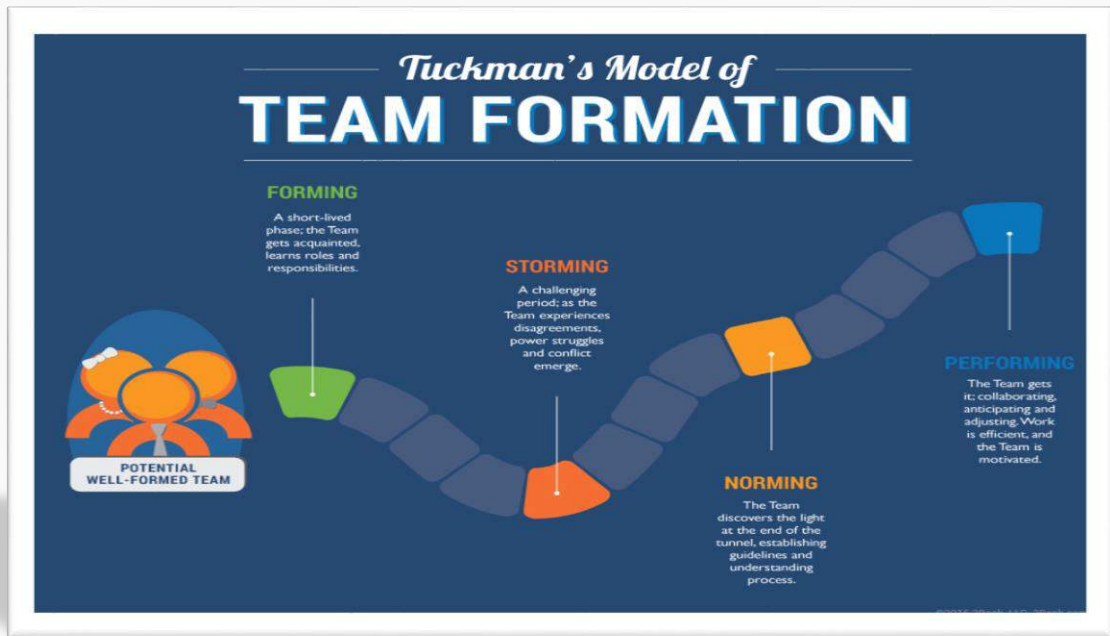 Tuckman's Model of
TEAM FORMATION
FORMING
A short-lived
phase; the Team
gets acquainted,
learns roles and
responsibilities.
STORMING
A challenging
period; as the
Team experiences
disagreements,
power struggles
and conflict
emerge.
POTENTIAL
WELL-FORMED TEAM
NORMING
The Team
discovers the light
at the end of the
tunnel, establishing
guidelines and
understanding
process.
PERFORMING
The Team gets
it; collaborating,
anticipating and
adjusting. Work
is efficient, and
the Team is
motivated.